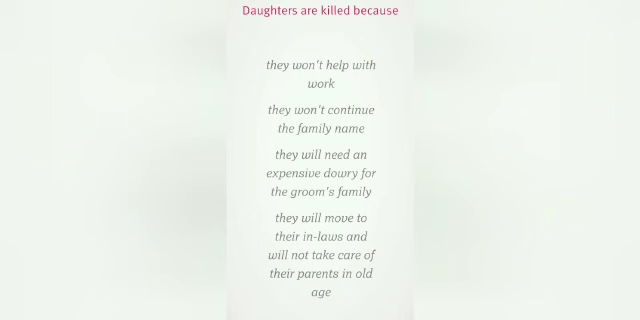 Daughters are killed because
they won't help with
work
they won't continue
the family name
they will need an
expensive dowry for
the groom's family
they will move to
their in-laws and
will not take care of
their parents in old
age